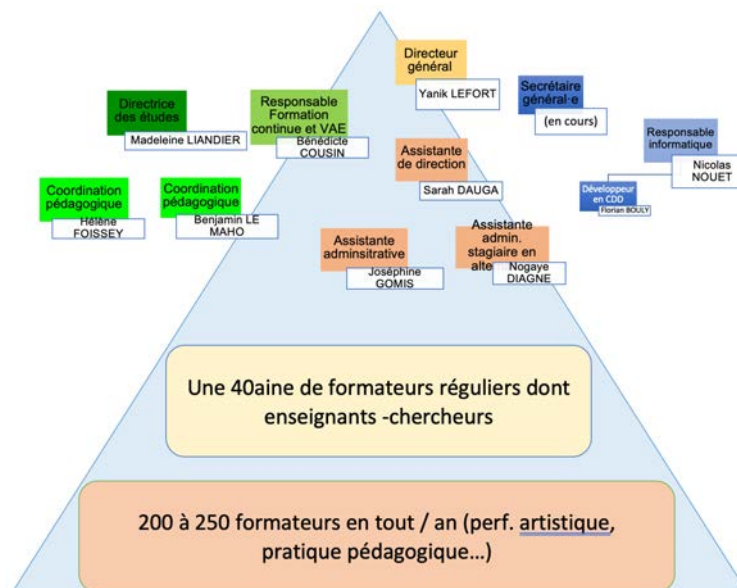 Directeur
général
Yanik LEFORT
Directrice
des études
Madeleine LIANDIER
Responsable
Formation
continue et VAE
Bénédicte
COUSIN
Secrétaire
général·e
(en cours)
Responsable
informatique
Nicolas
NOUET
Assistante
de direction
Sarah DAUGA
Développeur
en CDD
Florian BOULY
Coordination
pédagogique
Hélène
FOISSEY
Coordination
pédagogique
Benjamin LE
MAHO
Assistante
adminsitrative
Joséphine
GOMIS
Assistante
admin.
stagiaire en
alte
Nogaye
DIAGNE
Une 40aine de formateurs réguliers dont
enseignants -chercheurs
200 à 250 formateurs en tout / an (perf. artistique,
pratique pédagogique…)